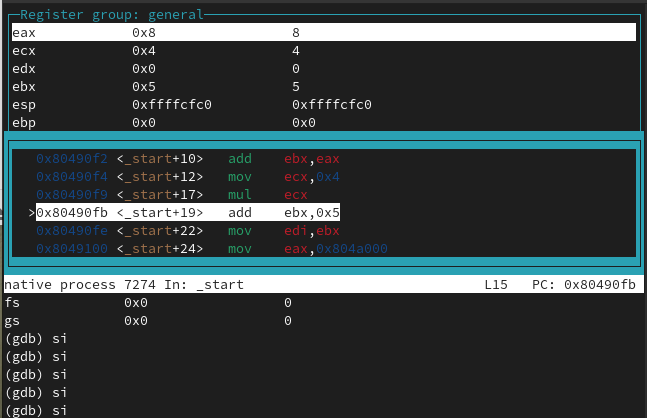 Register group: general
eax 0x8 8
ecx 0x4 4
edx 0x0 0
ebx 0x5 5
esp 0xffffcfc0 0xffffcfc0
ebp 0x0 0x0
0x80490f2 <_start+10> add ebx,eax
0x80490f4 <_start+12> mov ecx,0x4
0x80490f9 <_start+17> mul ecx
>0x80490fb <_start+19> add ebx,0x5
0x80490fe <_start+22> mov edi,ebx
0x8049100 <_start+24> mov eax,0x804a000
native process 7274 In: _start L15 PC: 0x80490fb
fs 0x0 0
gs 0x0 0
(gdb) si
(gdb) si
(gdb) si
(gdb) si
(gdb) si